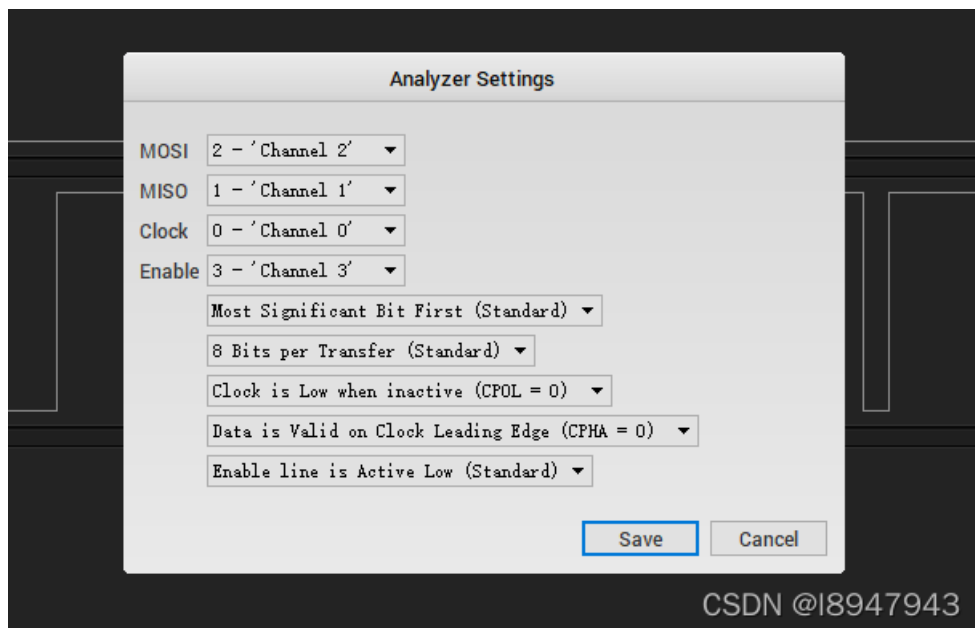 Analyzer Settings
MOSI 2 - 'Channel 2'
MISO 1 - 'Channel 1'
Clock 0 - 'Channel 0'
Enable 3 - 'Channel 3'
Most Significant Bit First (Standard)
8 Bits per Transfer (Standard)
Clock is Low when inactive (CPOL = 0)
Data is Valid on Clock Leading Edge (CPHA = 0)
Enable line is Active Low (Standard)
Save Cancel
CSDN @l8947943